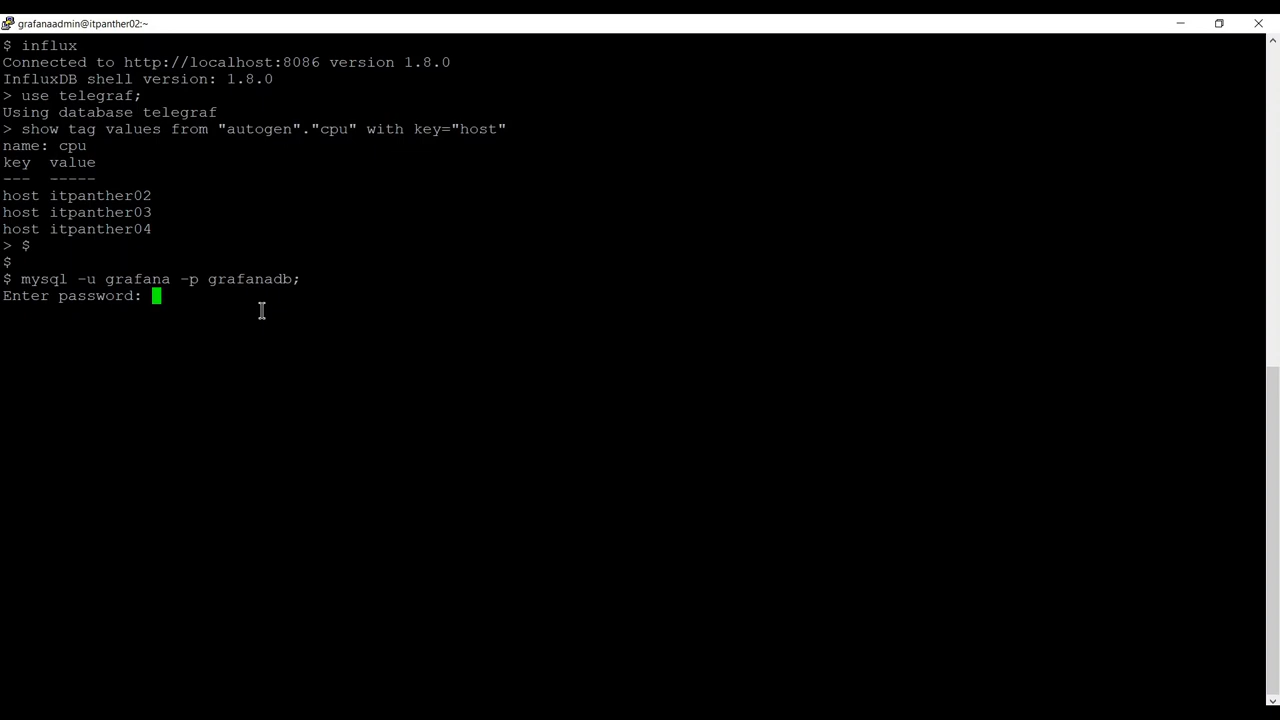 grafanaadmin@itpanther02:~
$ influx
Connected to http://localhost:8086 version 1.8.0
InfluxDB shell version: 1.8.0
> use telegraf;
Using database telegraf
> show tag values from "autogen"."cpu" with key="host"
name: cpu
key  value
---  -----
host itpanther02
host itpanther03
host itpanther04
> $
$
$ mysql -u grafana -p grafanadb;
Enter password: